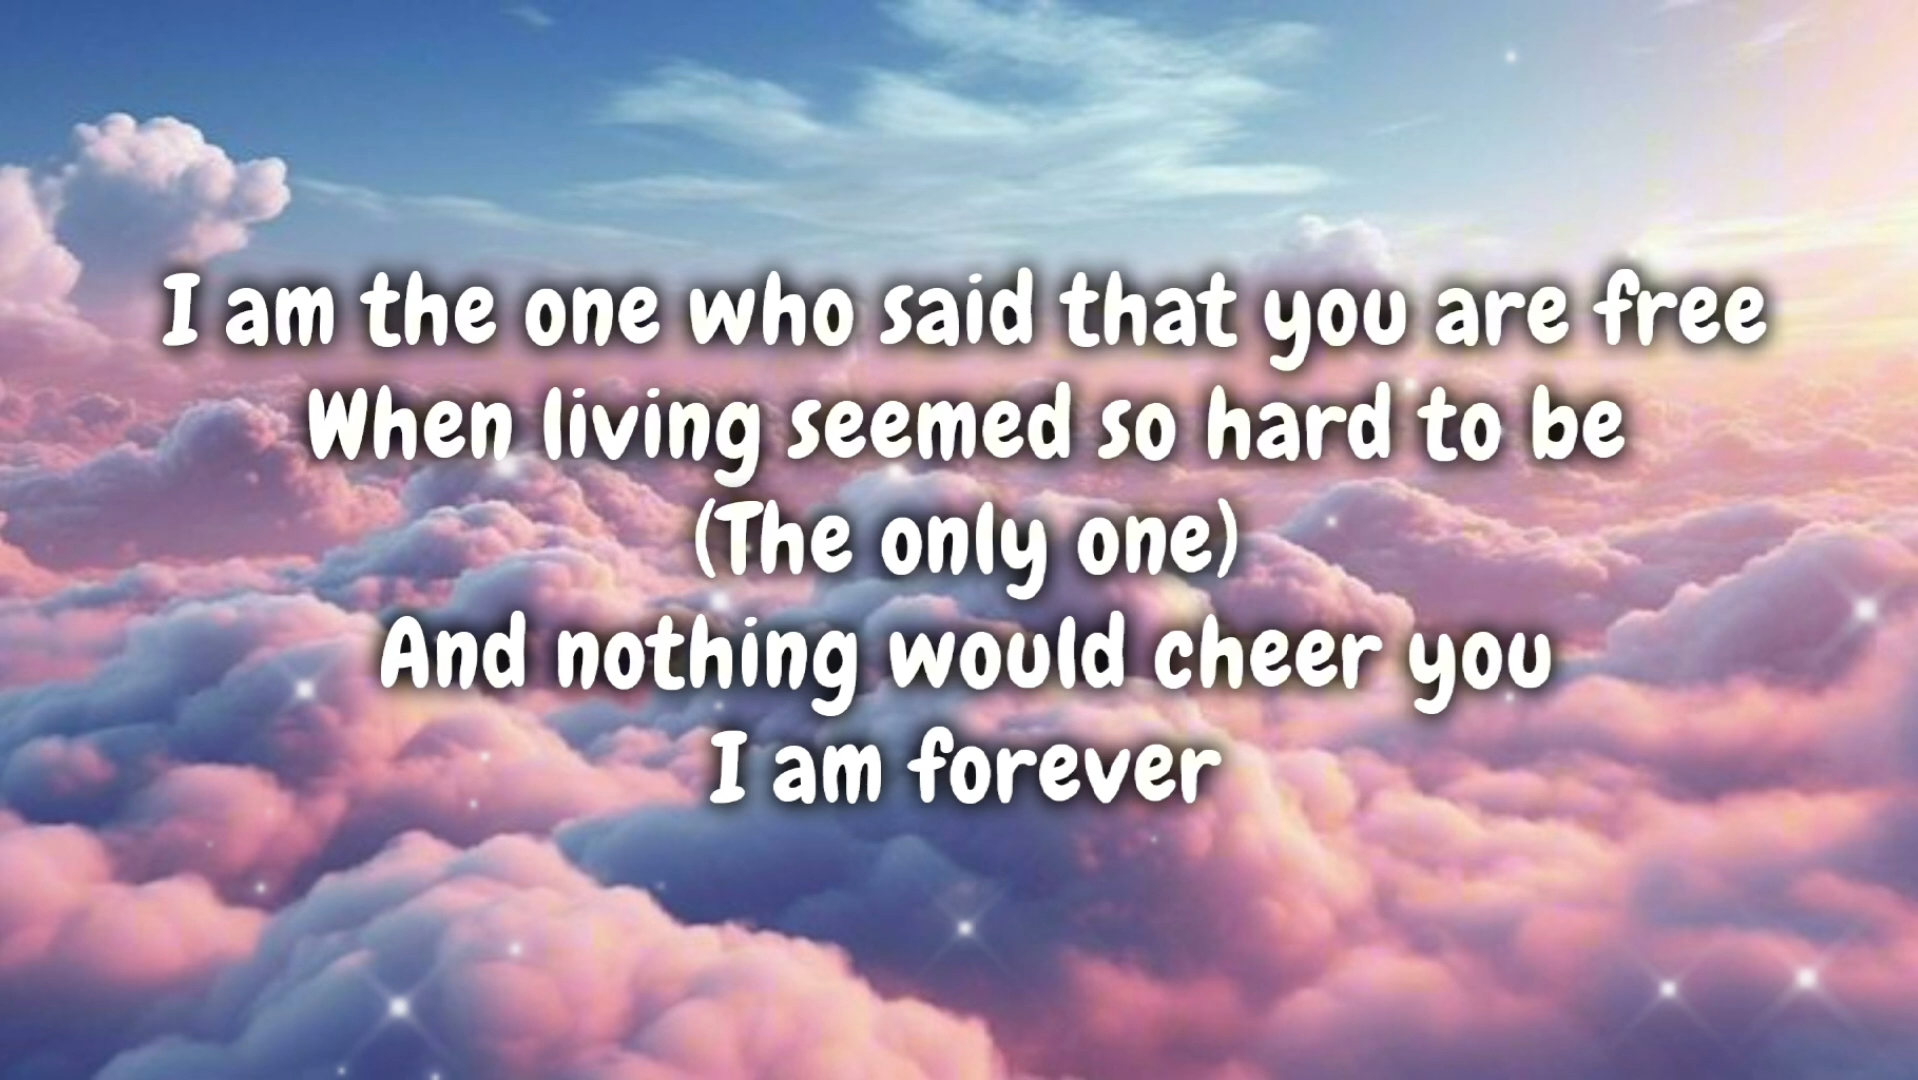 I am the one who said that you are free
When living seemed so hard to be
(The only one)
And nothing would cheer you
I am forever